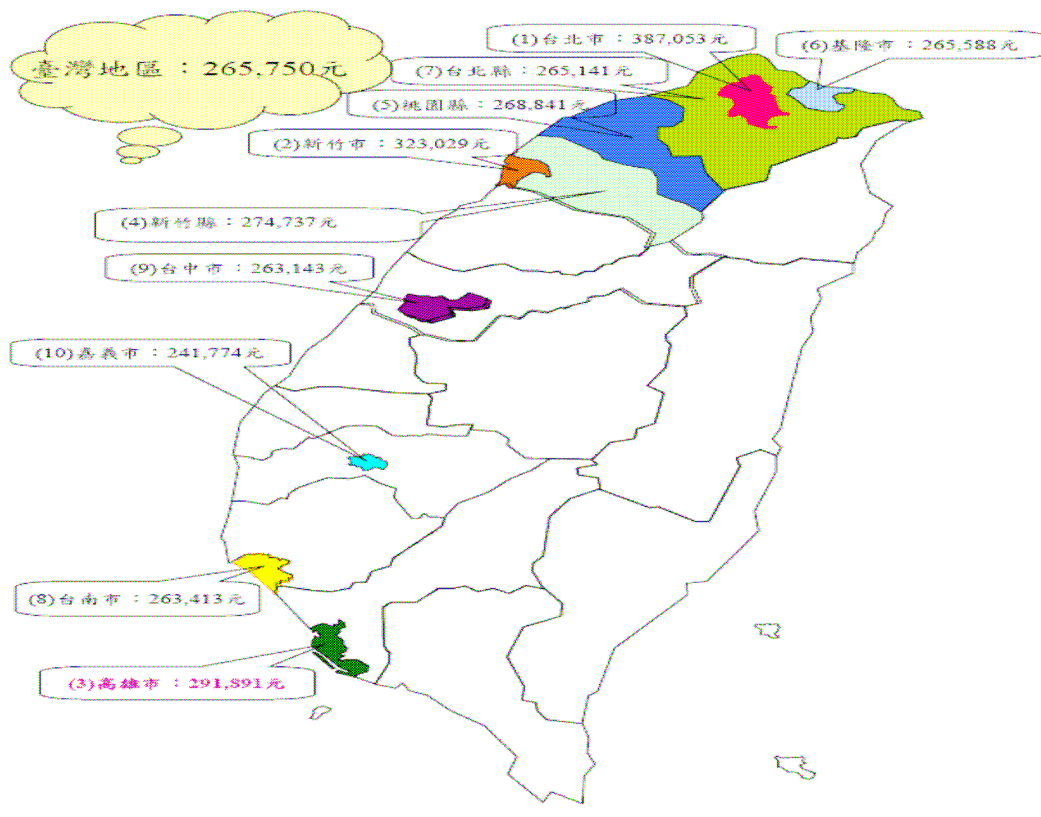 (1)台北市：387,053元
(6)基隆市：265,588元
臺灣地區：265,750元
(7)台北縣：265,141元
(5)桃園縣：268,841元
(2)新竹市：323,029元
(4)新竹縣：274,737元
(9)台中市：263,143元
(10)嘉義市：241,774元
(8)台南市：263,413元
(3)高雄市：291,891元